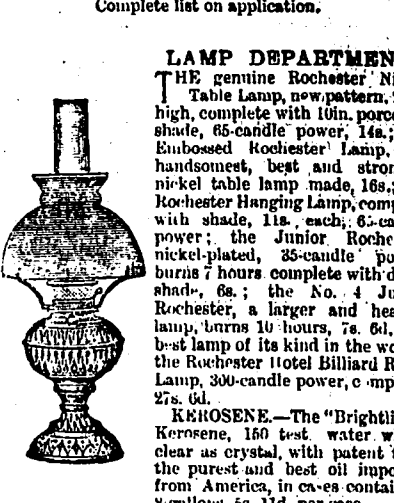 Complete list on application.
LAMP DEPARTMEN
THE genuine Rochester Ni
Table Lamp, new pattern,
high, complete with 10in. porc
shade, 65-candle power, 14s.;
Embossed Rochester Lamp,
handsomest, best and stron
nickel table lamp made, 16s.;
Rochester Hanging Lamp, comp
with shade, 11s. each; 65-ca
power; the Junior Roche
nickel-plated, 35-candle po
burns 7 hours complete with d
shade, 6s.; the No. 4 Ju
Rochester, a larger and hea
lamp, burns 10 hours, 7s. 6d.
best lamp of its kind in the wo
the Rochester Hotel Billiard R
Lamp, 300-candle power, comp
27s. 6d.
KEROSENE.—The "Brightli
Kerosene, 150 test. water w
clear as crystal, with patent
the purest and best oil impo
from America, in cases contai